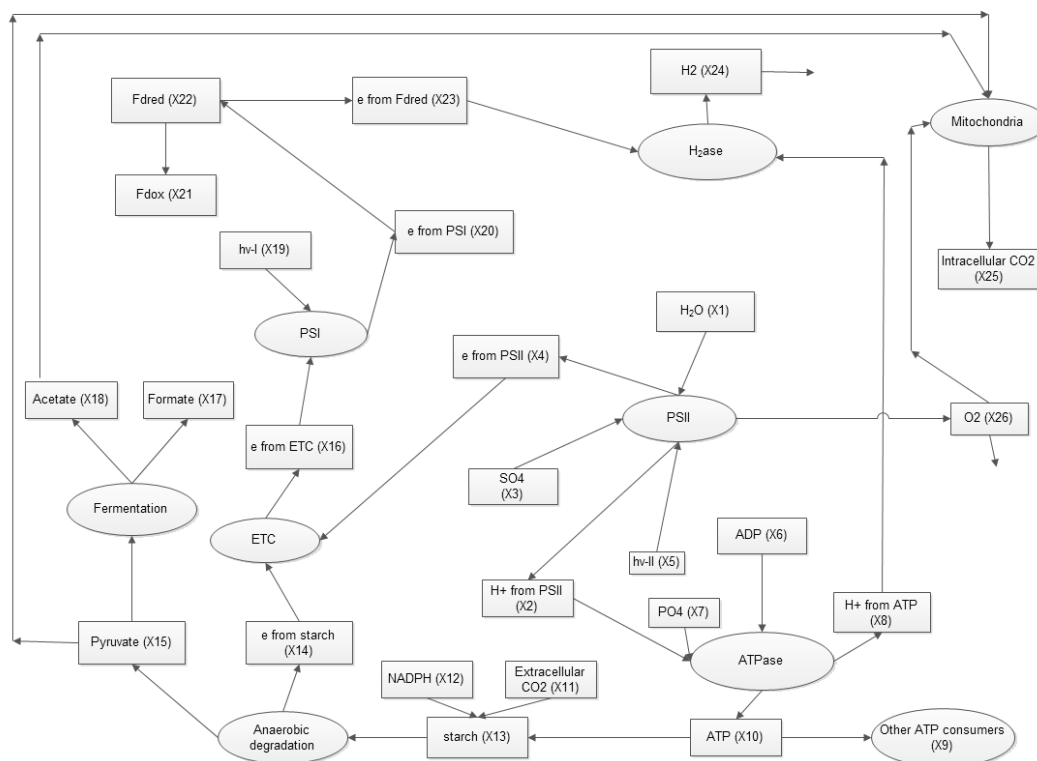 H2 (X24)
Fdred (X22)
e from Fdred (X23)
Mitochondria
H₂ase
Fdox (X21
e from PSI (X20)
hv-I (X19)
Intracellular CO2
(X25)
H₂O (X1)
PSI
e from PSII (X4)
Acetate (X18)
Formate (X17)
PSII
O2 (X26)
e from ETC (X16)
SO4
(X3)
Fermentation
ETC
ADP (X6)
hv-II (X5)
H+ from PSII
(X2)
PO4 (X7)
H+ from ATP
(X8)
Pyruvate (X15)
e from starch
(X14)
ATPase
NADPH (X12)
Extracellular
CO2 (X11)
Anaerobic
degradation
starch (X13)
ATP (X10)
Other ATP consumers
(X9)